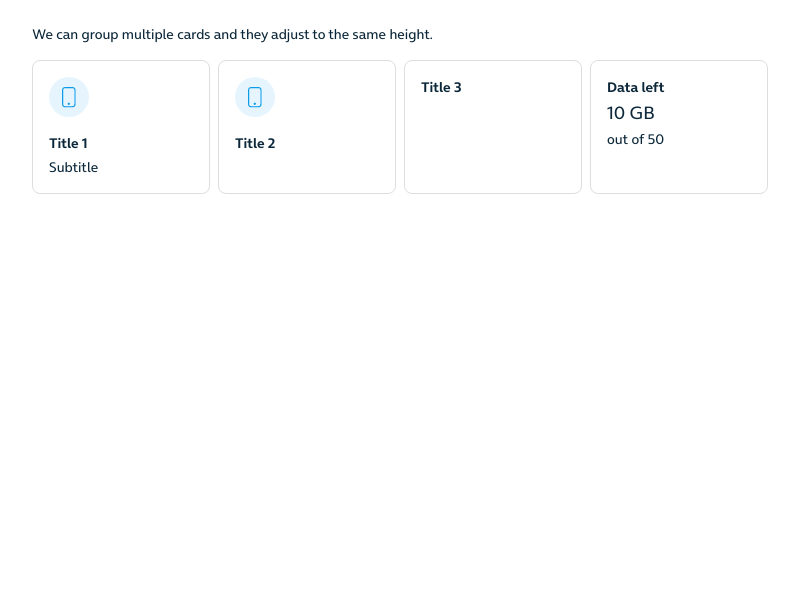 We can group multiple cards and they adjust to the same height.
Title 1
Subtitle
Title 2
Title 3
Data left
10 GB
out of 50